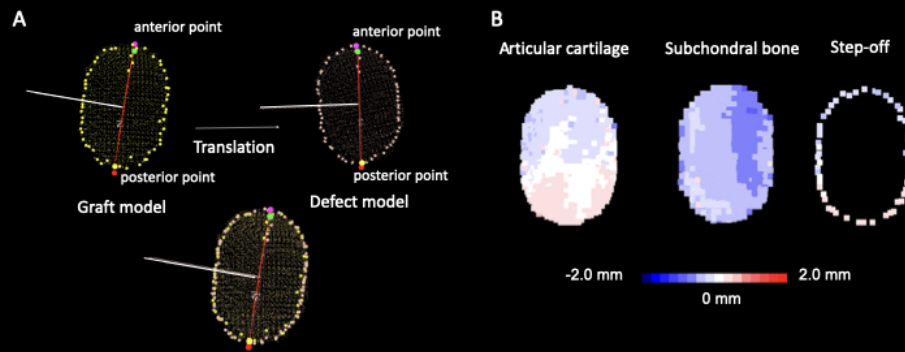 A
anterior point
anterior point
Translation
posterior point
posterior point
Graft model
Defect model
B
Articular cartilage
Subchondral bone
Step-off
-2.0 mm
2.0 mm
0 mm